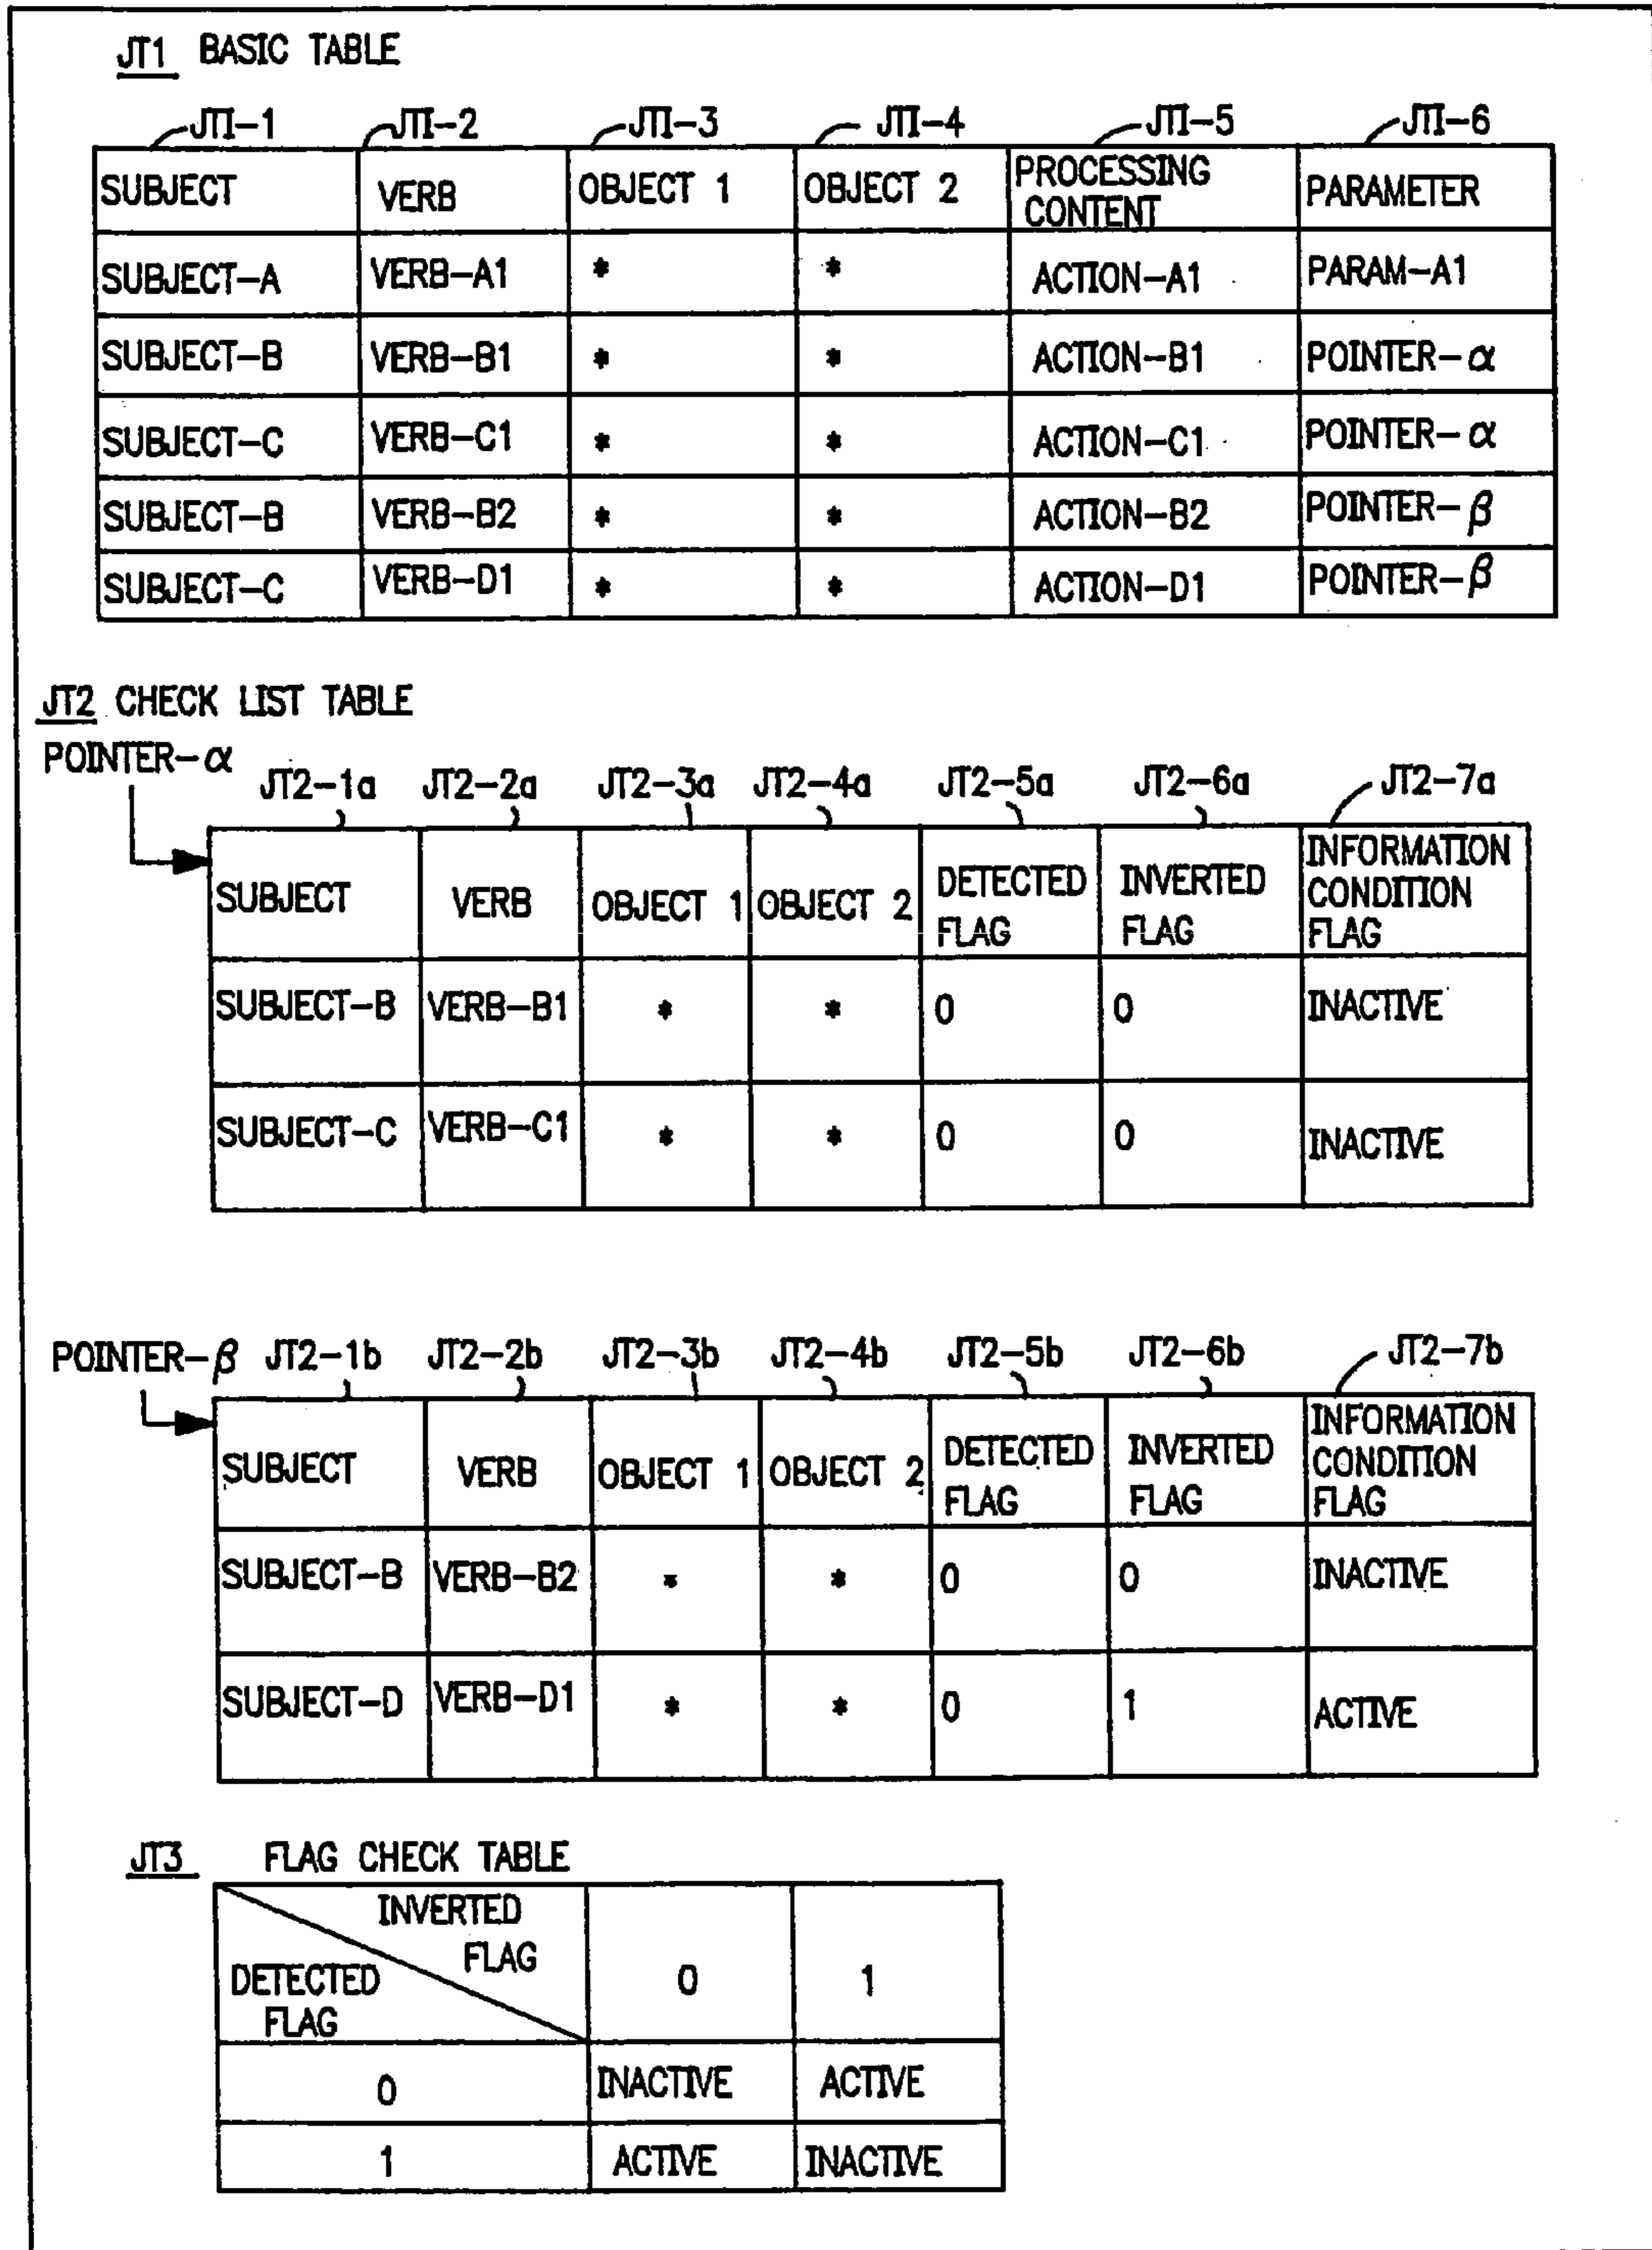 JT1 BASIC TABLE
JT1-1 JT1-2 JT1-3 JT1-4 JT1-5 JT1-6
SUBJECT VERB OBJECT 1 OBJECT 2 PROCESSING CONTENT PARAMETER
SUBJECT-A VERB-A1 * * ACTION-A1 PARAM-A1
SUBJECT-B VERB-B1 * * ACTION-B1 POINTER-α
SUBJECT-C VERB-C1 * * ACTION-C1 POINTER-α
SUBJECT-B VERB-B2 * * ACTION-B2 POINTER-β
SUBJECT-C VERB-D1 * * ACTION-D1 POINTER-β
JT2 CHECK LIST TABLE
POINTER-α JT2-1a JT2-2a JT2-3a JT2-4a JT2-5a JT2-6a JT2-7a
SUBJECT VERB OBJECT 1 OBJECT 2 DETECTED FLAG INVERTED FLAG INFORMATION CONDITION FLAG
SUBJECT-B VERB-B1 * * 0 0 INACTIVE
SUBJECT-C VERB-C1 * * 0 0 INACTIVE
POINTER-β JT2-1b JT2-2b JT2-3b JT2-4b JT2-5b JT2-6b JT2-7b
SUBJECT VERB OBJECT 1 OBJECT 2 DETECTED FLAG INVERTED FLAG INFORMATION CONDITION FLAG
SUBJECT-B VERB-B2 * * 0 0 INACTIVE
SUBJECT-D VERB-D1 * * 0 1 ACTIVE
JT3 FLAG CHECK TABLE
INVERTED FLAG
DETECTED FLAG 0 1
0 INACTIVE ACTIVE
1 ACTIVE INACTIVE